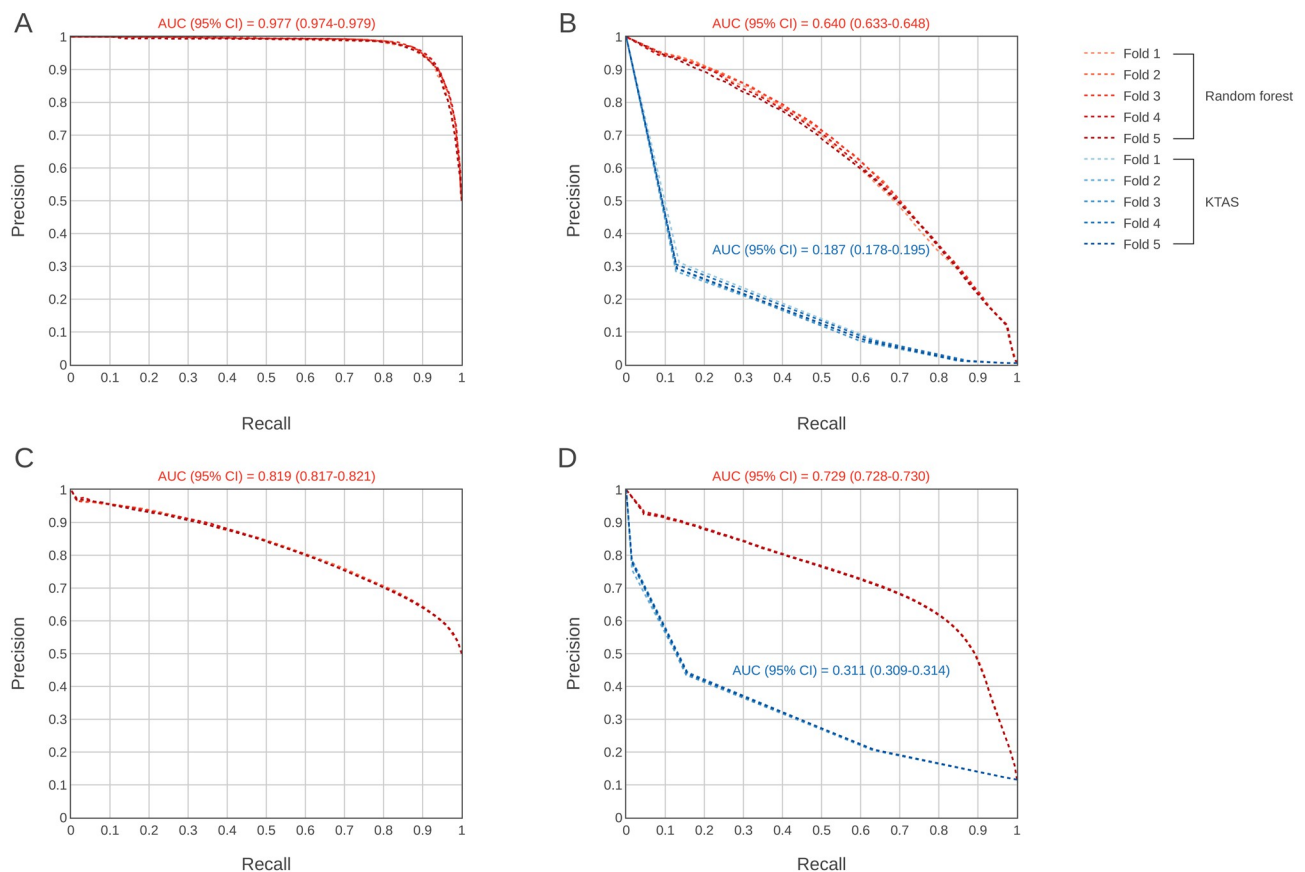 A
AUC (95% CI) = 0.977 (0.974-0.979)
1
0.9
0.8
0.7
0.6
0.5
0.4
0.3
0.2
0.1
0
Precision
0 0.1 0.2 0.3 0.4 0.5 0.6 0.7 0.8 0.9 1
Recall
B
AUC (95% CI) = 0.640 (0.633-0.648)
1
0.9
0.8
0.7
0.6
0.5
0.4
0.3
0.2
0.1
0
Precision
AUC (95% CI) = 0.187 (0.178-0.195)
0 0.1 0.2 0.3 0.4 0.5 0.6 0.7 0.8 0.9 1
Recall
Fold 1
Fold 2
Fold 3
Fold 4
Fold 5
Random forest
Fold 1
Fold 2
Fold 3
Fold 4
Fold 5
KTAS
C
AUC (95% CI) = 0.819 (0.817-0.821)
1
0.9
0.8
0.7
0.6
0.5
0.4
0.3
0.2
0.1
0
Precision
0 0.1 0.2 0.3 0.4 0.5 0.6 0.7 0.8 0.9 1
Recall
D
AUC (95% CI) = 0.729 (0.728-0.730)
1
0.9
0.8
0.7
0.6
0.5
0.4
0.3
0.2
0.1
0
Precision
AUC (95% CI) = 0.311 (0.309-0.314)
0 0.1 0.2 0.3 0.4 0.5 0.6 0.7 0.8 0.9 1
Recall